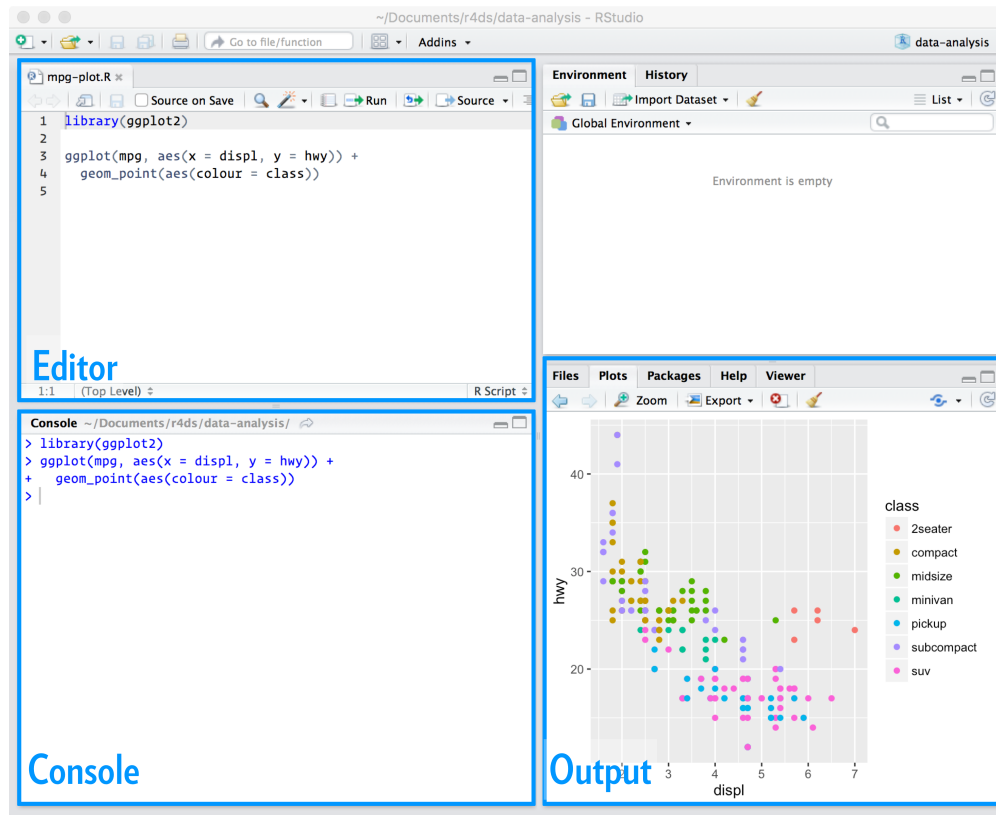 ~/Documents/r4ds/data-analysis - RStudio
Go to file/function
Addins
data-analysis
mpg-plot.R
Source on Save
Run
Source
1 library(ggplot2)
2
3 ggplot(mpg, aes(x = displ, y = hwy)) +
4   geom_point(aes(colour = class))
5
Editor
1:1 (Top Level) R Script
Console ~/Documents/r4ds/data-analysis/
> library(ggplot2)
> ggplot(mpg, aes(x = displ, y = hwy)) +
+   geom_point(aes(colour = class))
>
Console
Environment History
Import Dataset List
Global Environment
Environment is empty
Files Plots Packages Help Viewer
Zoom Export
40
30
20
hwy
class
2seater
compact
midsize
minivan
pickup
subcompact
suv
3 4 5 6 7
displ
Output